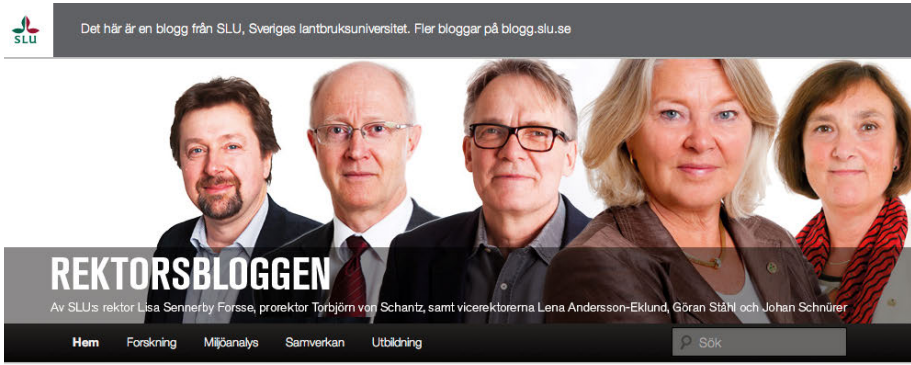 SLU
Det här är en blogg från SLU, Sveriges lantbruksuniversitet. Fler bloggar på blogg.slu.se
REKTORSBLOGGEN
Av SLU:s rektor Lisa Sennerby Forsse, prorektor Torbjörn von Schantz, samt vicerektorerna Lena Andersson-Eklund, Göran Ståhl och Johan Schnürer
Hem Forskning Miljöanalys Samverkan Utbildning Sök